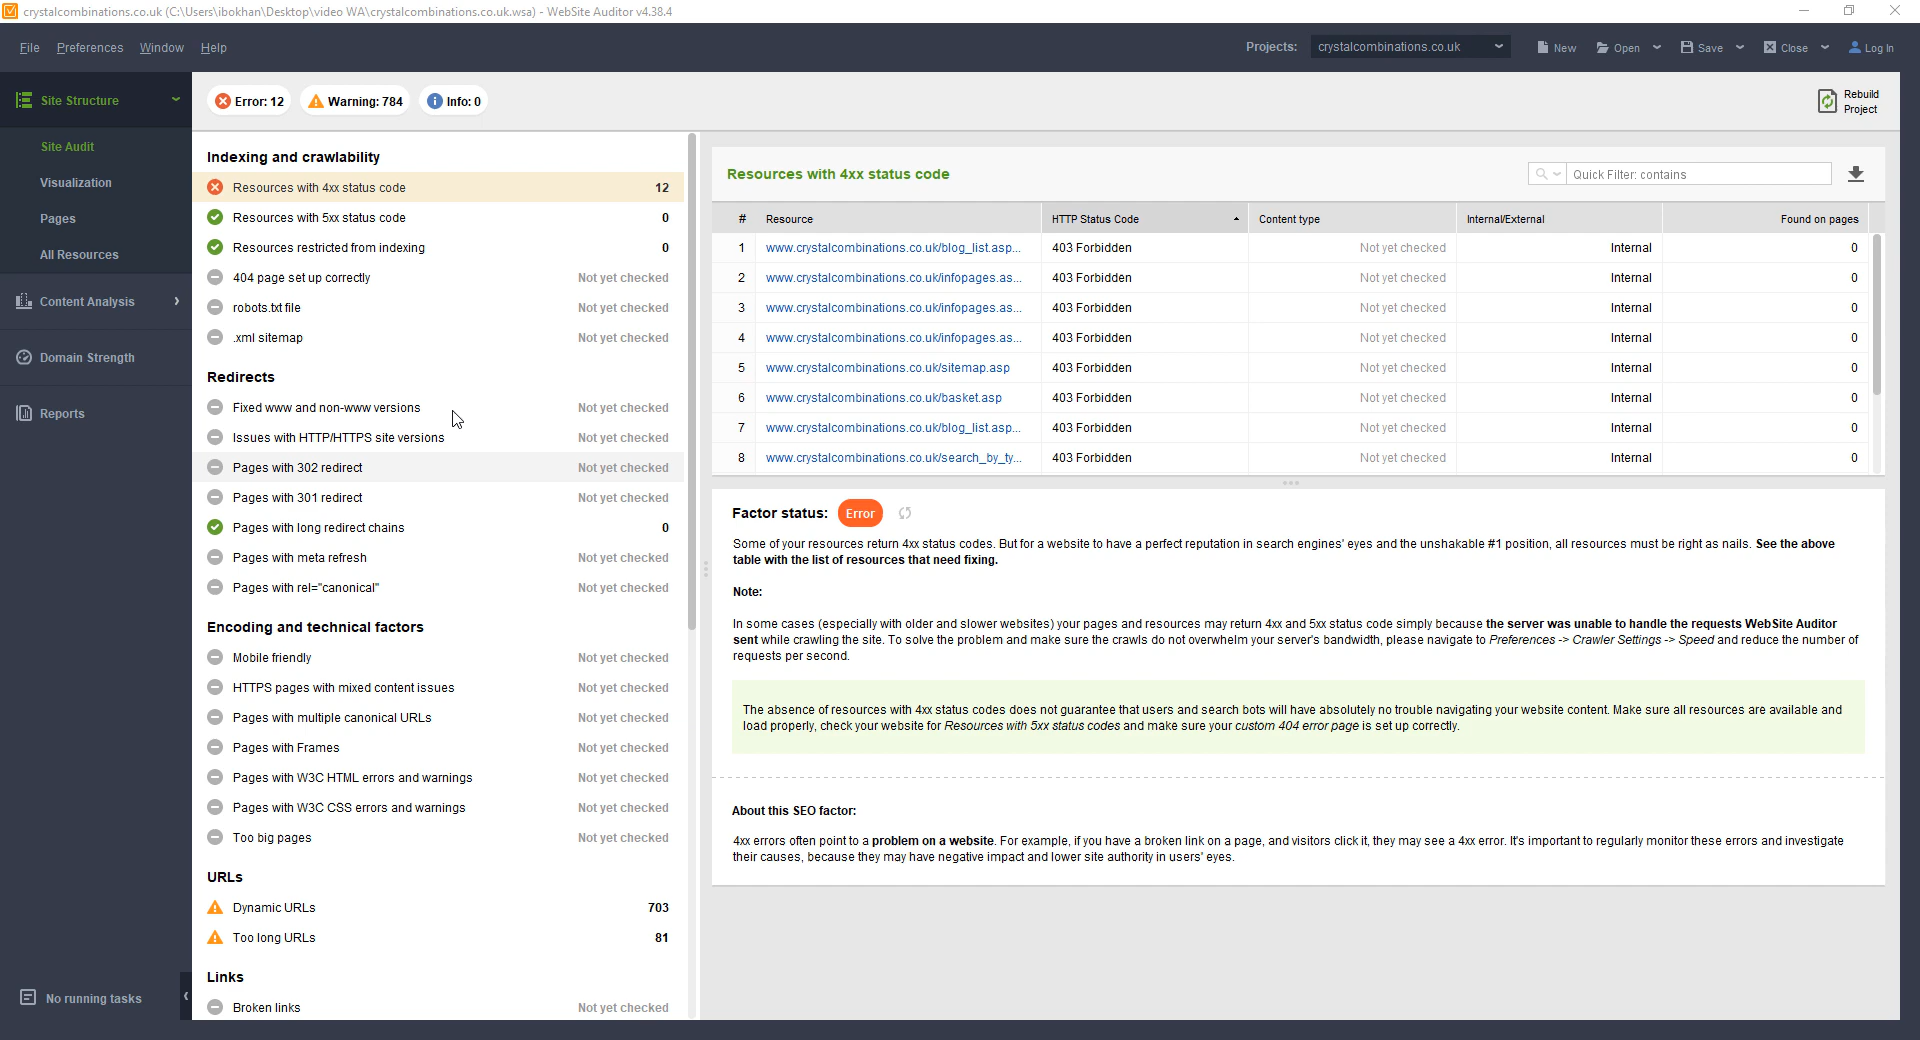 crystalcombinations.co.uk (C:\Users\ibokhan\Desktop\video WA\crystalcombinations.co.uk.wsa) - WebSite Auditor v4.38.4
File Preferences Window Help
Projects: crystalcombinations.co.uk New Open Save Close Log In
Site Structure
Site Audit
Visualization
Pages
All Resources
Content Analysis
Domain Strength
Reports
No running tasks
Error: 12 Warning: 784 Info: 0
Rebuild
Project
Indexing and crawlability
Resources with 4xx status code 12
Resources with 5xx status code 0
Resources restricted from indexing 0
404 page set up correctly Not yet checked
robots.txt file Not yet checked
.xml sitemap Not yet checked
Redirects
Fixed www and non-www versions Not yet checked
Issues with HTTP/HTTPS site versions Not yet checked
Pages with 302 redirect Not yet checked
Pages with 301 redirect Not yet checked
Pages with long redirect chains 0
Pages with meta refresh Not yet checked
Pages with rel="canonical" Not yet checked
Encoding and technical factors
Mobile friendly Not yet checked
HTTPS pages with mixed content issues Not yet checked
Pages with multiple canonical URLs Not yet checked
Pages with Frames Not yet checked
Pages with W3C HTML errors and warnings Not yet checked
Pages with W3C CSS errors and warnings Not yet checked
Too big pages Not yet checked
URLs
Dynamic URLs 703
Too long URLs 81
Links
Broken links Not yet checked
Resources with 4xx status code
Quick Filter: contains
# Resource HTTP Status Code Content type Internal/External Found on pages
1 www.crystalcombinations.co.uk/blog_list.asp... 403 Forbidden Not yet checked Internal 0
2 www.crystalcombinations.co.uk/infopages.as... 403 Forbidden Not yet checked Internal 0
3 www.crystalcombinations.co.uk/infopages.as... 403 Forbidden Not yet checked Internal 0
4 www.crystalcombinations.co.uk/infopages.as... 403 Forbidden Not yet checked Internal 0
5 www.crystalcombinations.co.uk/sitemap.asp 403 Forbidden Not yet checked Internal 0
6 www.crystalcombinations.co.uk/basket.asp 403 Forbidden Not yet checked Internal 0
7 www.crystalcombinations.co.uk/blog_list.asp... 403 Forbidden Not yet checked Internal 0
8 www.crystalcombinations.co.uk/search_by_ty... 403 Forbidden Not yet checked Internal 0
Factor status: Error
Some of your resources return 4xx status codes. But for a website to have a perfect reputation in search engines' eyes and the unshakable #1 position, all resources must be right as nails. See the above
table with the list of resources that need fixing.
Note:
In some cases (especially with older and slower websites) your pages and resources may return 4xx and 5xx status code simply because the server was unable to handle the requests WebSite Auditor
sent while crawling the site. To solve the problem and make sure the crawls do not overwhelm your server's bandwidth, please navigate to Preferences -> Crawler Settings -> Speed and reduce the number of
requests per second.
The absence of resources with 4xx status codes does not guarantee that users and search bots will have absolutely no trouble navigating your website content. Make sure all resources are available and
load properly, check your website for Resources with 5xx status codes and make sure your custom 404 error page is set up correctly.
About this SEO factor:
4xx errors often point to a problem on a website. For example, if you have a broken link on a page, and visitors click it, they may see a 4xx error. It's important to regularly monitor these errors and investigate
their causes, because they may have negative impact and lower site authority in users' eyes.